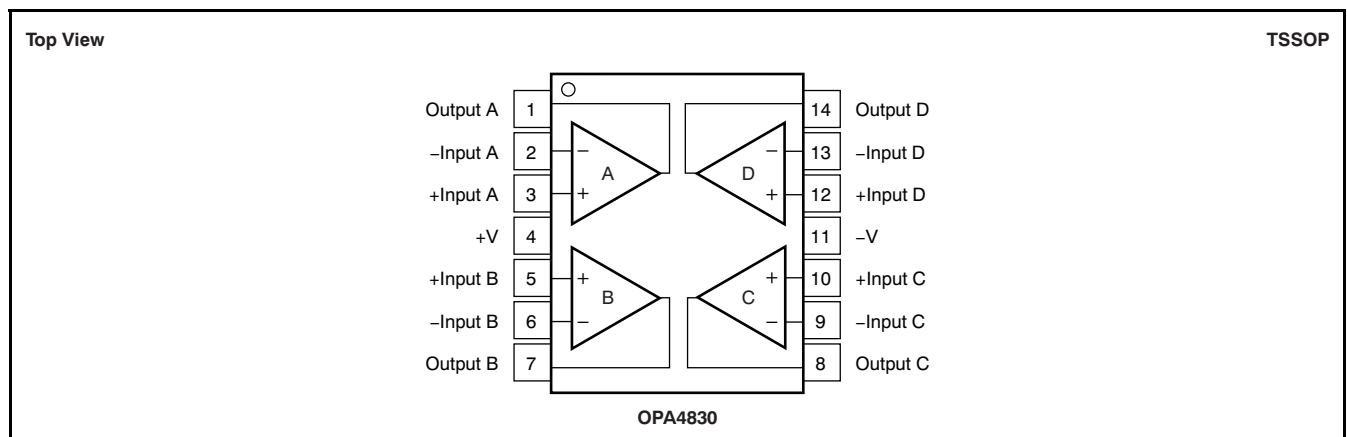 Top View TSSOP
Output A 1 14 Output D
−Input A 2 − − 13 −Input D
A D
+Input A 3 + + 12 +Input D
+V 4 11 −V
+Input B 5 + + 10 +Input C
B C
−Input B 6 − − 9 −Input C
Output B 7 8 Output C
OPA4830